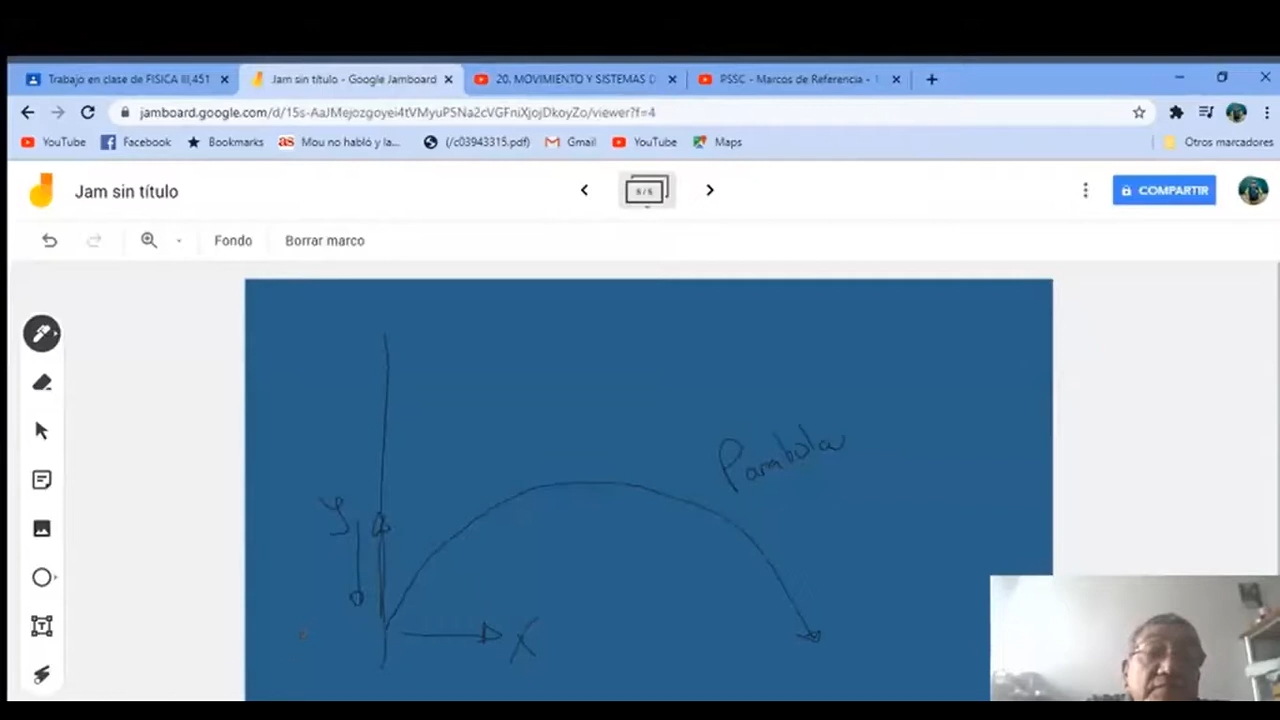 Trabajo en clase de FISICA III,451
Jam sin título - Google Jamboard
20. MOVIMIENTO Y SISTEMAS D
PSSC - Marcos de Referencia - 1
jamboard.google.com/d/15s-AaJMejozgoyei4tVMyuP5Na2cVGFniXjojDkoyZo/viewer?f=4
YouTube Facebook Bookmarks Mou no habló y la... (/c03943315.pdf) Gmail YouTube Maps Otros marcadores
Jam sin título
5/5
COMPARTIR
Fondo Borrar marco
Parabola
y
X